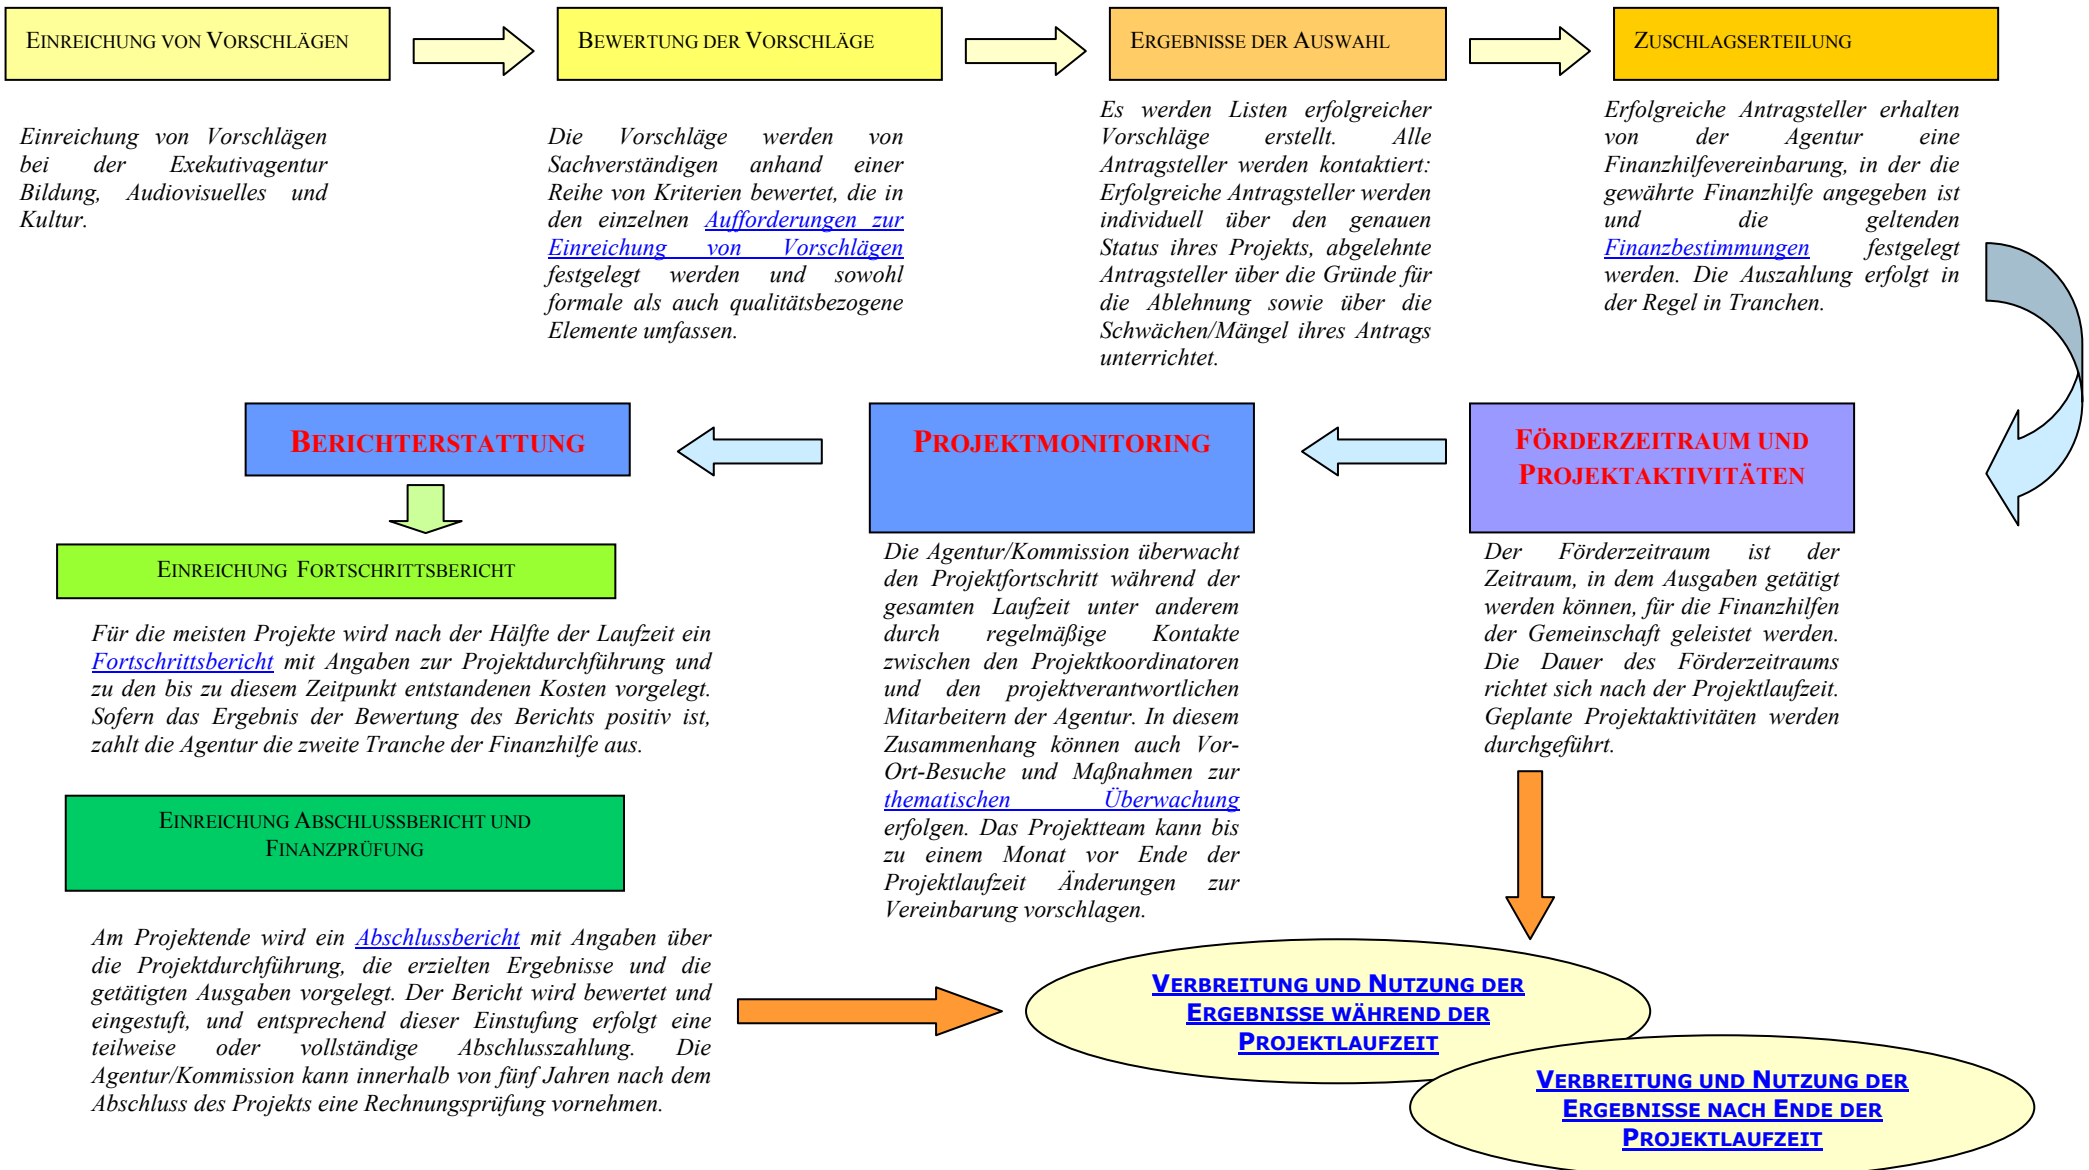 EINREICHUNG VON VORSCHLÄGEN
BEWERTUNG DER VORSCHLÄGE
ERGEBNISSE DER AUSWAHL
ZUSCHLAGSERTEILUNG
Einreichung von Vorschlägen
bei der Exekutivagentur
Bildung, Audiovisuelles und
Kultur.
Die Vorschläge werden von
Sachverständigen anhand einer
Reihe von Kriterien bewertet, die in
den einzelnen Aufforderungen zur
Einreichung von Vorschlägen
festgelegt werden und sowohl
formale als auch qualitätsbezogene
Elemente umfassen.
Es werden Listen erfolgreicher
Vorschläge erstellt. Alle
Antragsteller werden kontaktiert:
Erfolgreiche Antragsteller werden
individuell über den genauen
Status ihres Projekts, abgelehnte
Antragsteller über die Gründe für
die Ablehnung sowie über die
Schwächen/Mängel ihres Antrags
unterrichtet.
Erfolgreiche Antragsteller erhalten
von der Agentur eine
Finanzhilfevereinbarung, in der die
gewährte Finanzhilfe angegeben ist
und die geltenden
Finanzbestimmungen festgelegt
werden. Die Auszahlung erfolgt in
der Regel in Tranchen.
FÖRDERZEITRAUM UND
PROJEKTAKTIVITÄTEN
Der Förderzeitraum ist der
Zeitraum, in dem Ausgaben getätigt
werden können, für die Finanzhilfen
der Gemeinschaft geleistet werden.
Die Dauer des Förderzeitraums
richtet sich nach der Projektlaufzeit.
Geplante Projektaktivitäten werden
durchgeführt.
PROJEKTMONITORING
Die Agentur/Kommission überwacht
den Projektfortschritt während der
gesamten Laufzeit unter anderem
durch regelmäßige Kontakte
zwischen den Projektkoordinatoren
und den projektverantwortlichen
Mitarbeitern der Agentur. In diesem
Zusammenhang können auch Vor-
Ort-Besuche und Maßnahmen zur
thematischen Überwachung
erfolgen. Das Projektteam kann bis
zu einem Monat vor Ende der
Projektlaufzeit Änderungen zur
Vereinbarung vorschlagen.
BERICHTERSTATTUNG
EINREICHUNG FORTSCHRITTSBERICHT
Für die meisten Projekte wird nach der Hälfte der Laufzeit ein
Fortschrittsbericht mit Angaben zur Projektdurchführung und
zu den bis zu diesem Zeitpunkt entstandenen Kosten vorgelegt.
Sofern das Ergebnis der Bewertung des Berichts positiv ist,
zahlt die Agentur die zweite Tranche der Finanzhilfe aus.
EINREICHUNG ABSCHLUSSBERICHT UND
FINANZPRÜFUNG
Am Projektende wird ein Abschlussbericht mit Angaben über
die Projektdurchführung, die erzielten Ergebnisse und die
getätigten Ausgaben vorgelegt. Der Bericht wird bewertet und
eingestuft, und entsprechend dieser Einstufung erfolgt eine
teilweise oder vollständige Abschlusszahlung. Die
Agentur/Kommission kann innerhalb von fünf Jahren nach dem
Abschluss des Projekts eine Rechnungsprüfung vornehmen.
VERBREITUNG UND NUTZUNG DER
ERGEBNISSE WÄHREND DER
PROJEKTLAUFZEIT
VERBREITUNG UND NUTZUNG DER
ERGEBNISSE NACH ENDE DER
PROJEKTLAUFZEIT